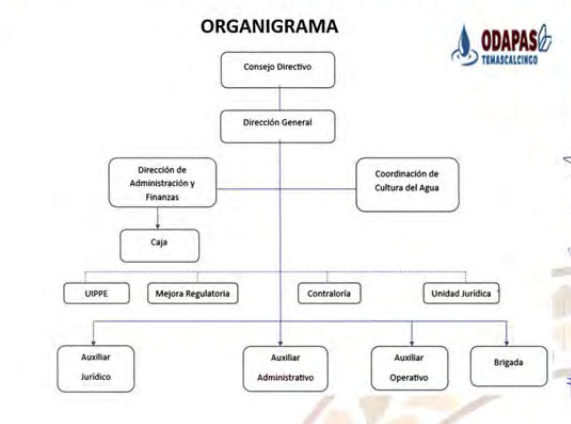 ORGANIGRAMA
ODAPAS
TEMASCALCINGO
Consejo Directivo
Dirección General
Dirección de
Administración y
Finanzas
Coordinación de
Cultura del Agua
Caja
UIPPE
Mejora Regulatoria
Contraloría
Unidad Jurídica
Auxiliar
Jurídico
Auxiliar
Administrativo
Auxiliar
Operativo
Brigada